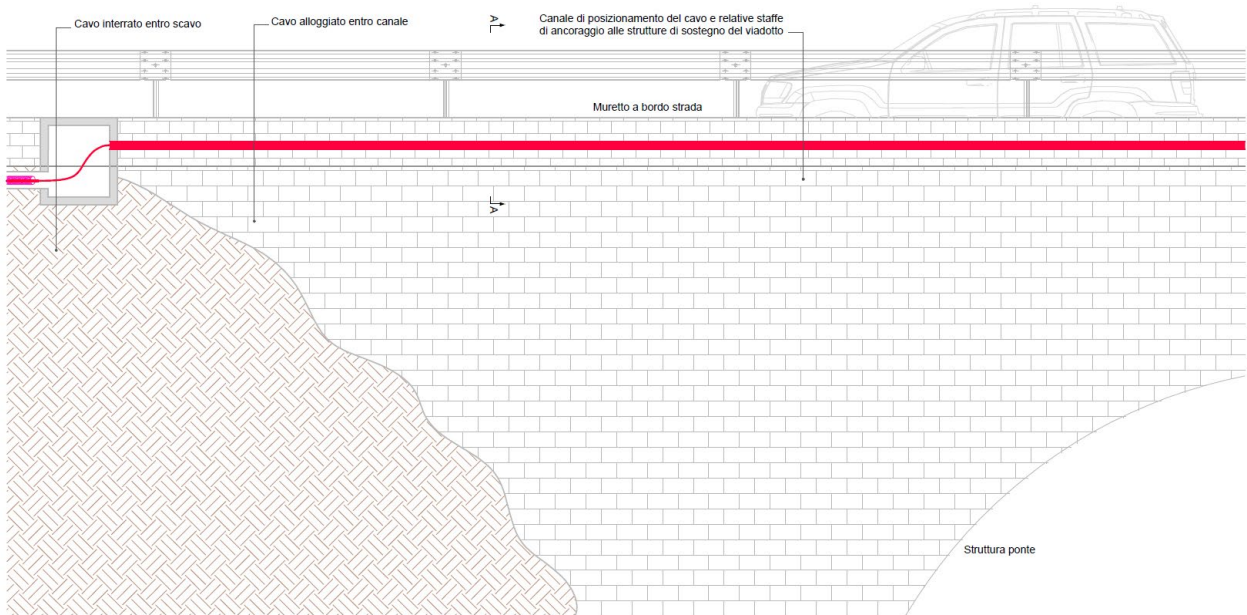 Cavo interrato entro scavo
Cavo alloggiato entro canale
A
Canale di posizionamento del cavo e relative staffe
di ancoraggio alle strutture di sostegno del viadotto
Muretto a bordo strada
A
Struttura ponte